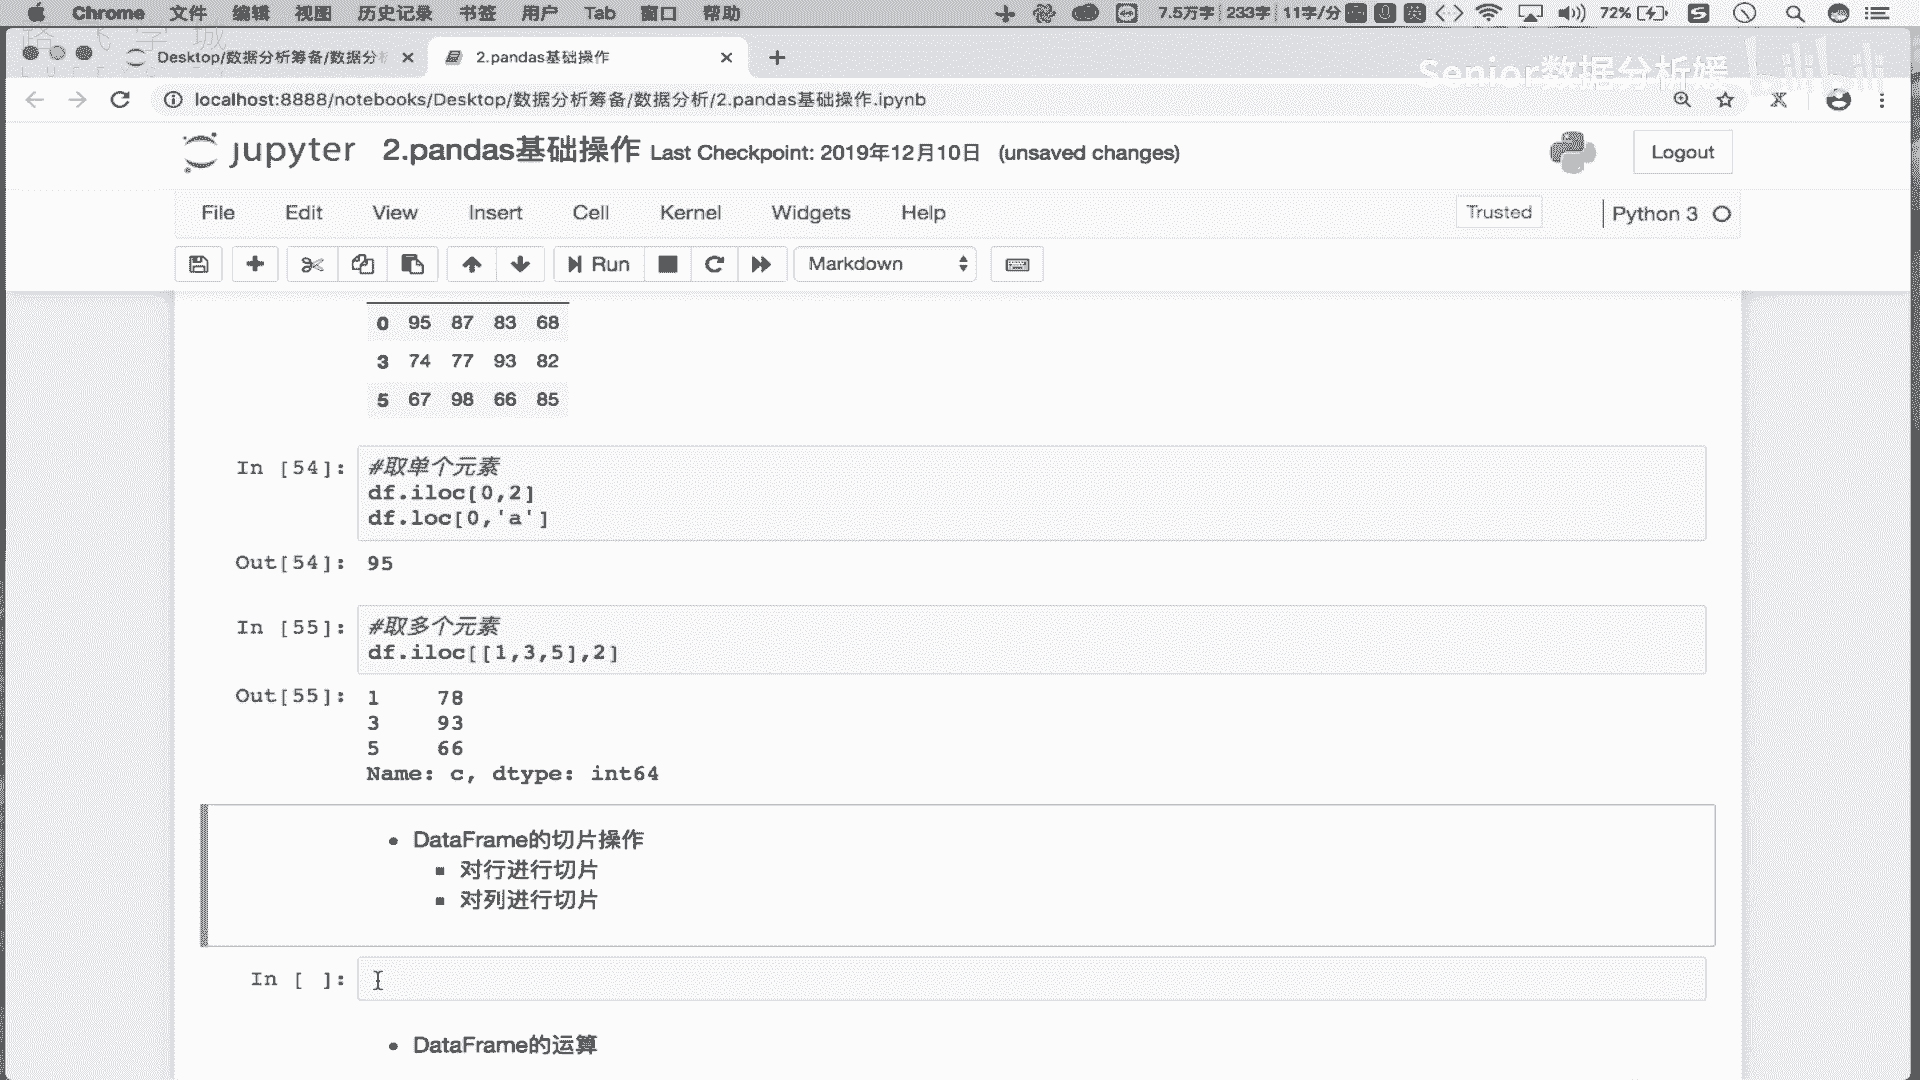 Chrome 文件 编辑 视图 历史记录 书签 用户 Tab 窗口 帮助 7.5万字 233字 11字/分 英 72%
Desktop/数据分析筹备/数据分析
2.pandas基础操作
Senior数据分析媛 bilibili
localhost:8888/notebooks/Desktop/数据分析筹备/数据分析/2.pandas基础操作.ipynb
jupyter 2.pandas基础操作 Last Checkpoint: 2019年12月10日 (unsaved changes)
Logout
File Edit View Insert Cell Kernel Widgets Help Trusted Python 3
Run Markdown
0 95 87 83 68
3 74 77 93 82
5 67 98 66 85
In [54]: #取单个元素
df.iloc[0,2]
df.loc[0,'a']
Out[54]: 95
In [55]: #取多个元素
df.iloc[[1,3,5],2]
Out[55]: 1 78
3 93
5 66
Name: c, dtype: int64
DataFrame的切片操作
对行进行切片
对列进行切片
In [ ]:
DataFrame的运算